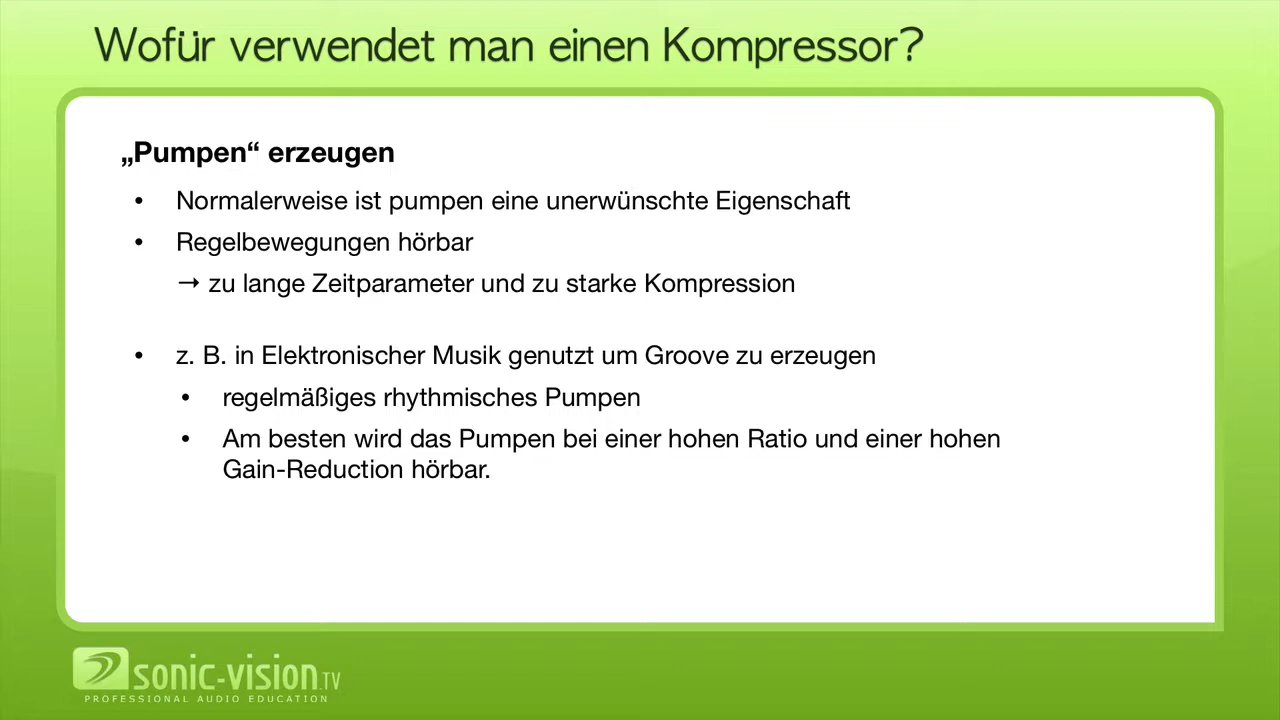 Wofür verwendet man einen Kompressor?
„Pumpen“ erzeugen
• Normalerweise ist pumpen eine unerwünschte Eigenschaft
• Regelbewegungen hörbar
→ zu lange Zeitparameter und zu starke Kompression
• z. B. in Elektronischer Musik genutzt um Groove zu erzeugen
• regelmäßiges rhythmisches Pumpen
• Am besten wird das Pumpen bei einer hohen Ratio und einer hohen
Gain-Reduction hörbar.
sonic-vision.TV
PROFESSIONAL AUDIO EDUCATION